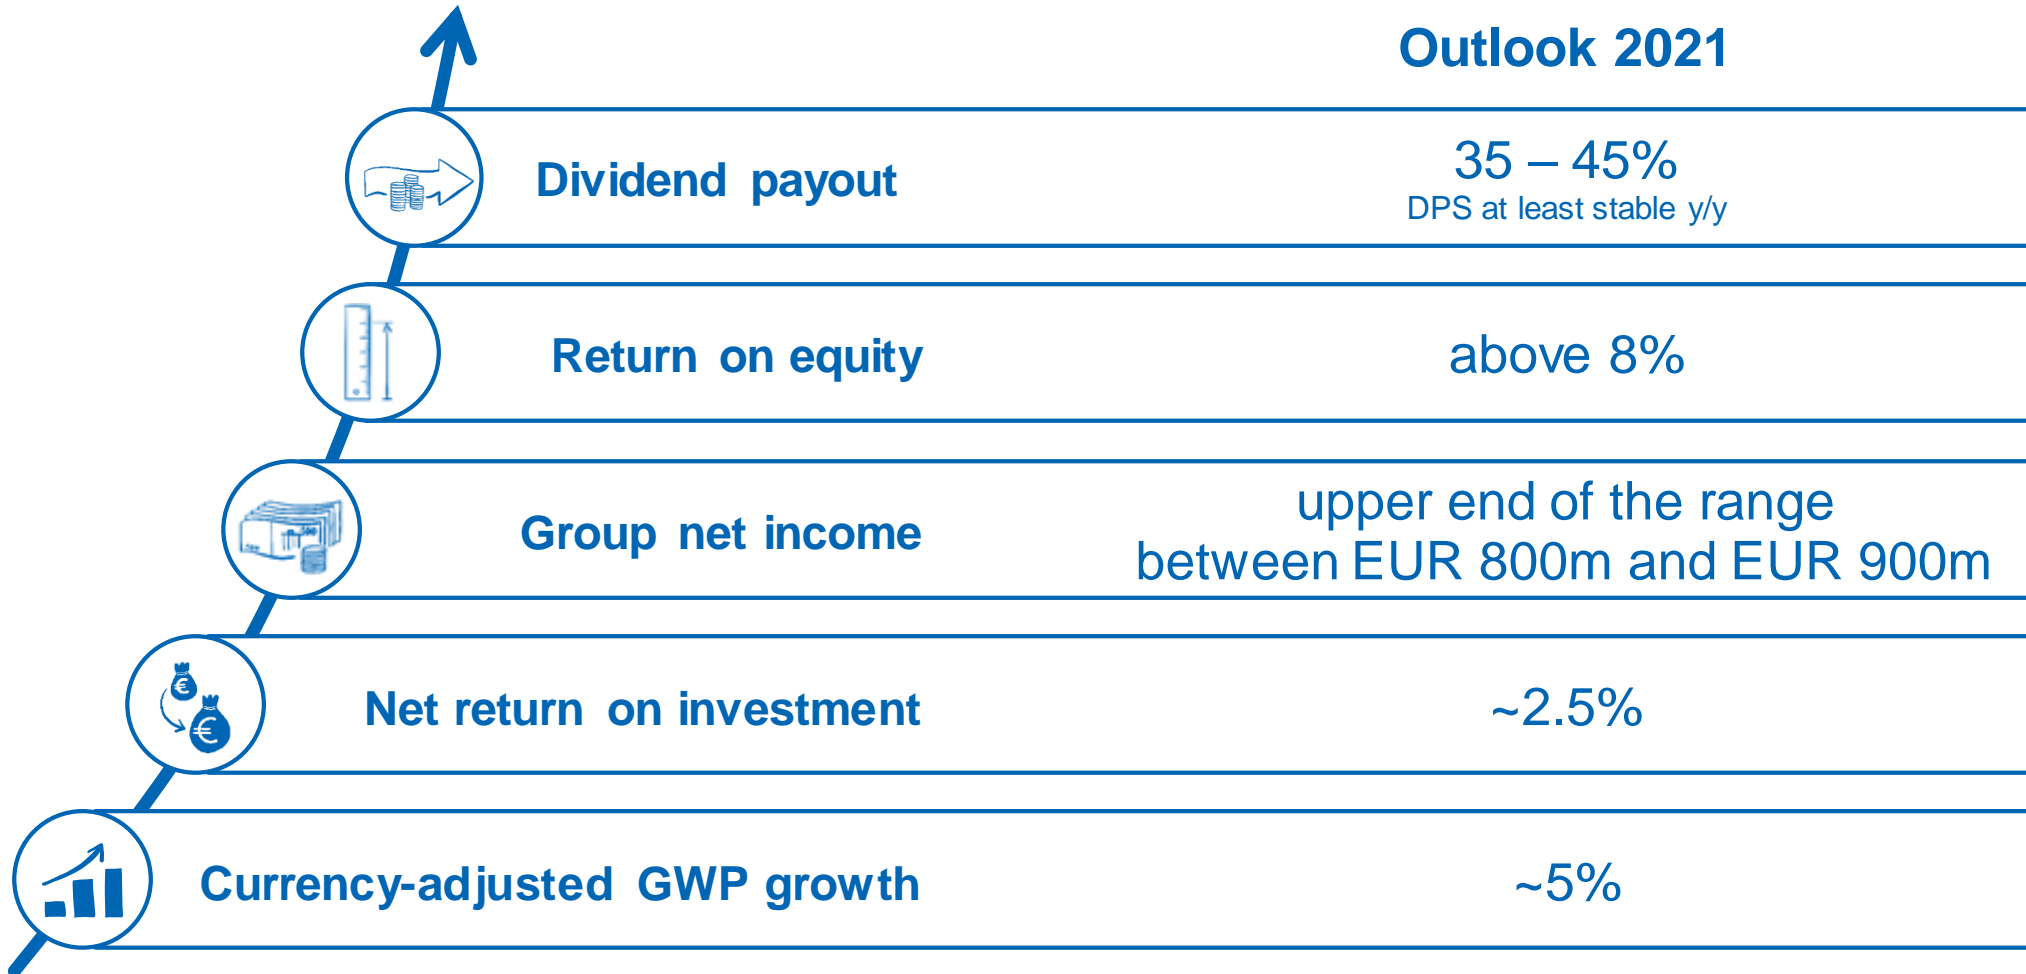 Outlook 2021
Dividend payout
35 – 45%
DPS at least stable y/y
Return on equity
above 8%
Group net income
upper end of the range
between EUR 800m and EUR 900m
Net return on investment
~2.5%
€
€
Currency-adjusted GWP growth
~5%